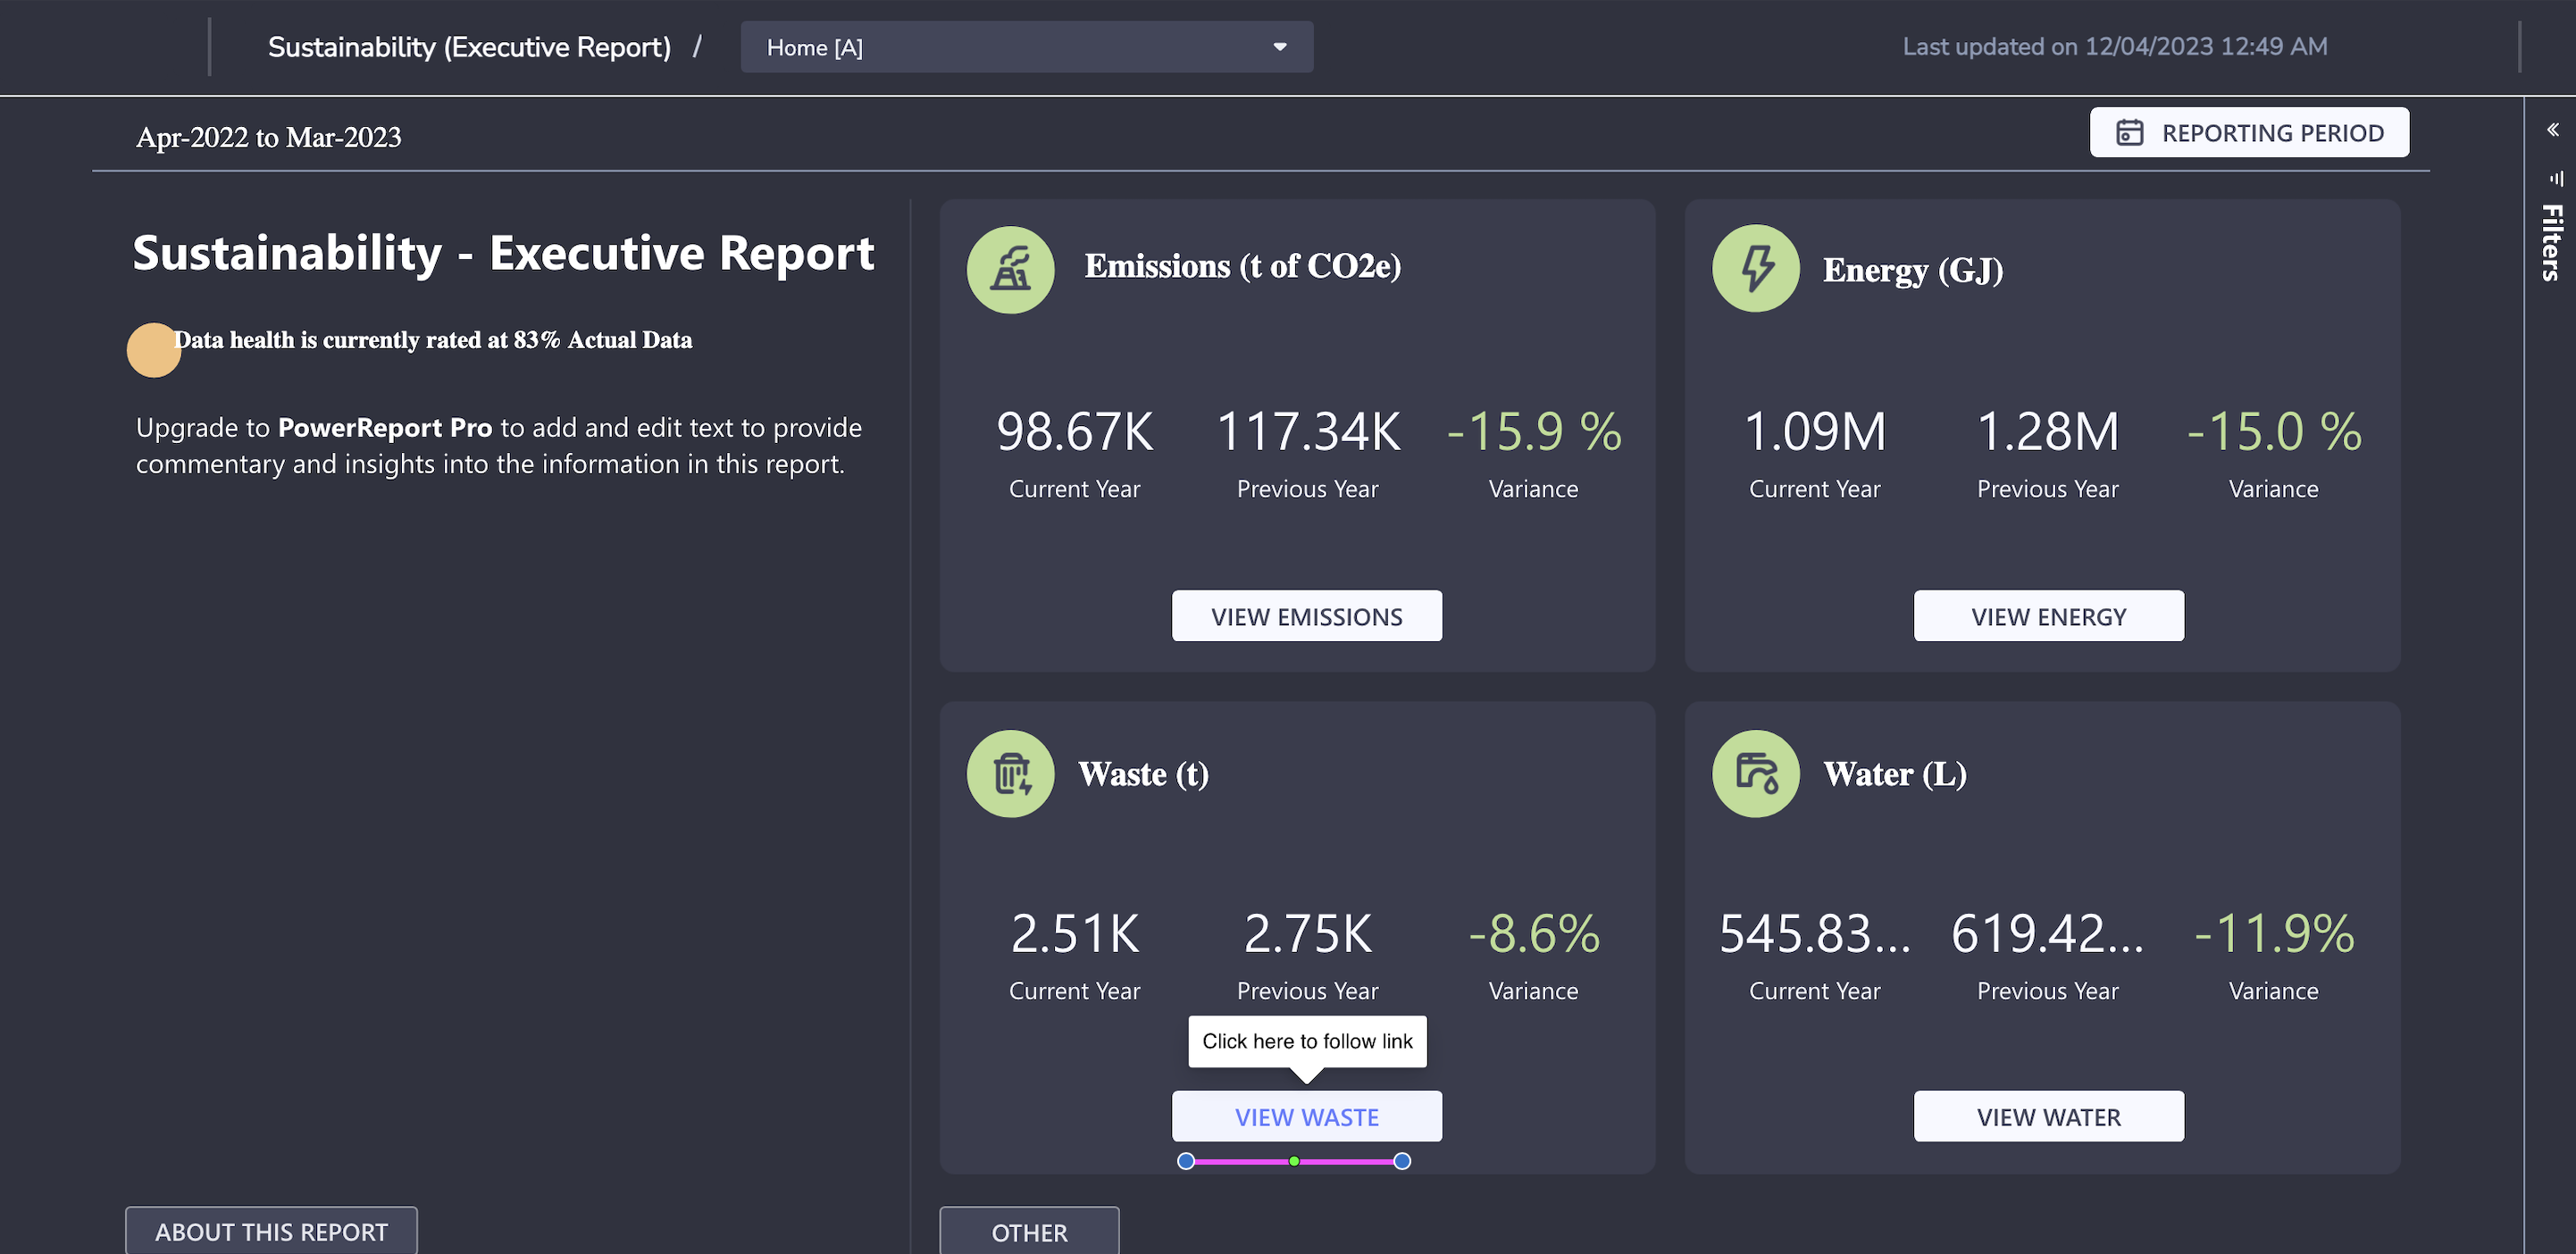 Sustainability (Executive Report) / Home [A]
Last updated on 12/04/2023 12:49 AM
Apr-2022 to Mar-2023
REPORTING PERIOD
Filters
Sustainability - Executive Report
Data health is currently rated at 83% Actual Data
Upgrade to PowerReport Pro to add and edit text to provide
commentary and insights into the information in this report.
Emissions (t of CO2e)
98.67K 117.34K -15.9 %
Current Year Previous Year Variance
VIEW EMISSIONS
Energy (GJ)
1.09M 1.28M -15.0 %
Current Year Previous Year Variance
VIEW ENERGY
Waste (t)
2.51K 2.75K -8.6%
Current Year Previous Year Variance
Click here to follow link
VIEW WASTE
Water (L)
545.83... 619.42... -11.9%
Current Year Previous Year Variance
VIEW WATER
ABOUT THIS REPORT
OTHER